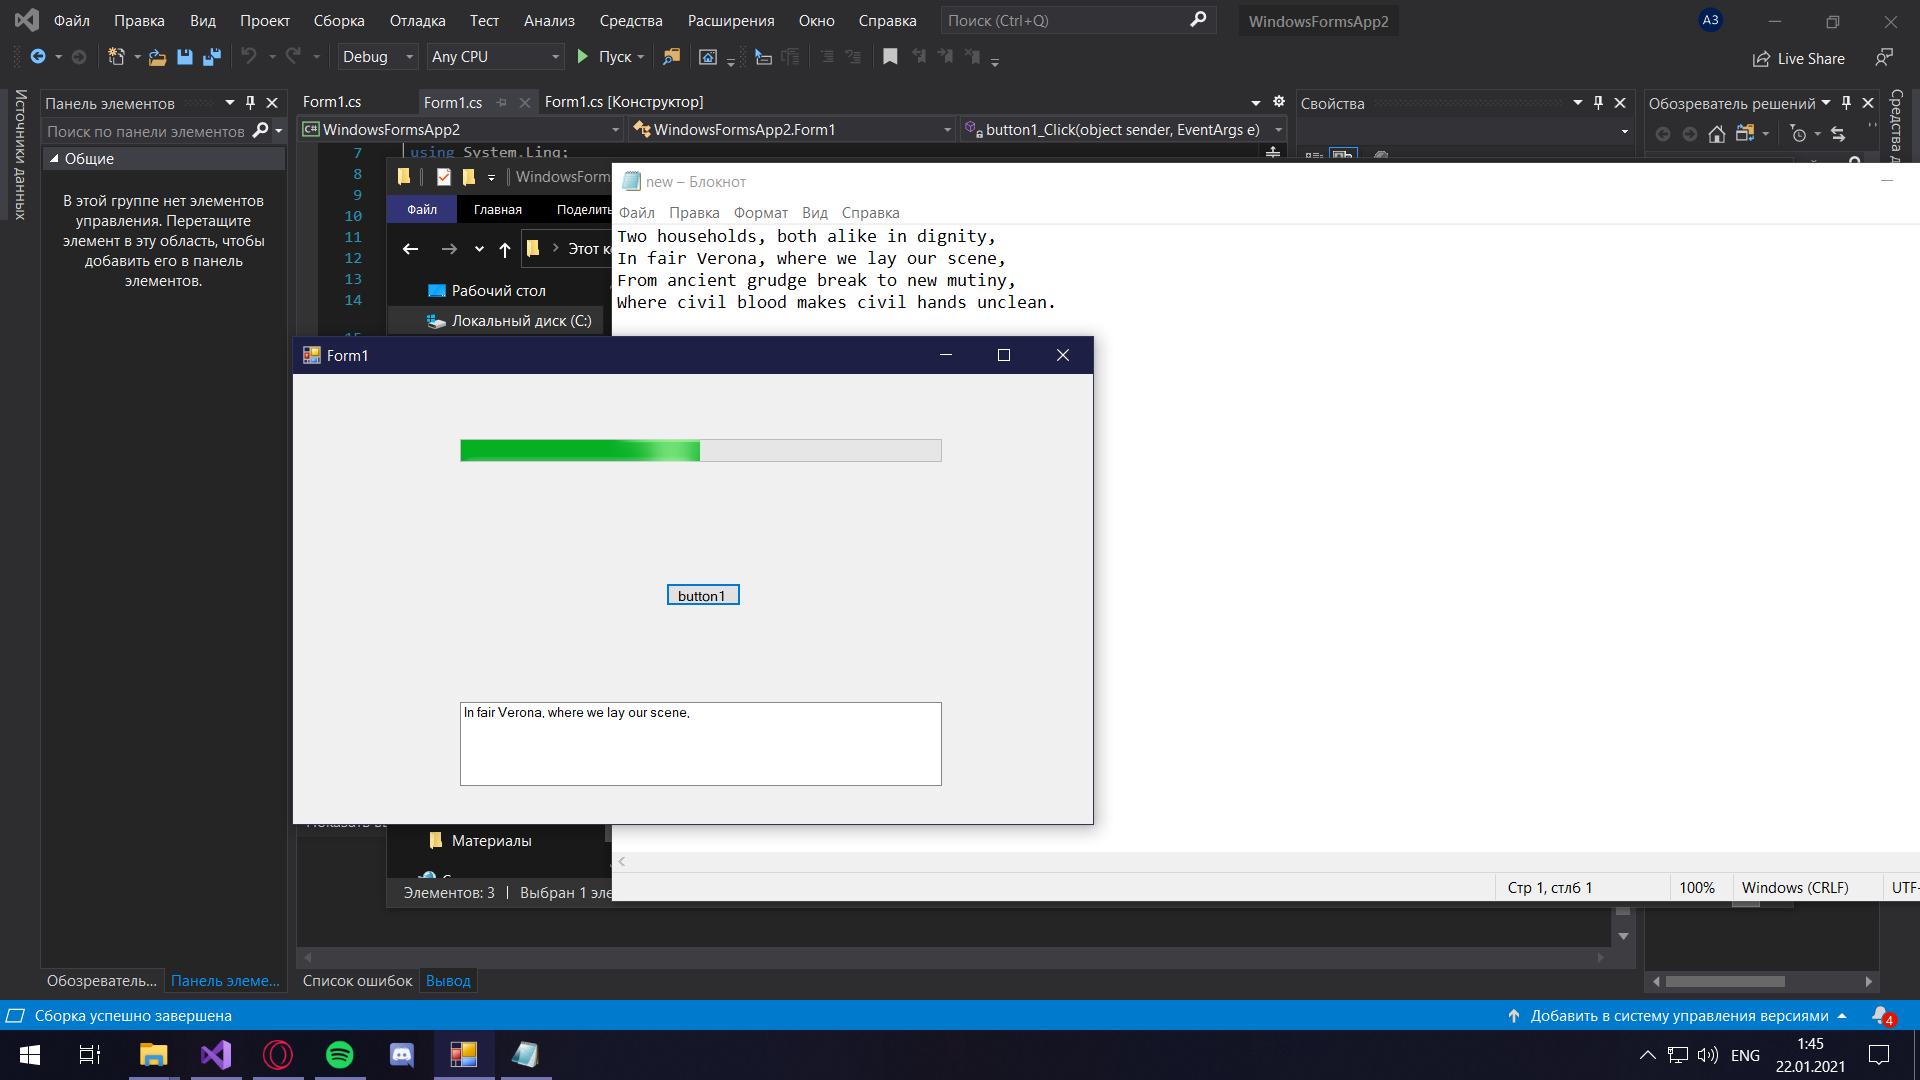 Файл Правка Вид Проект Сборка Отладка Тест Анализ Средства Расширения Окно Справка Поиск (Ctrl+Q) WindowsFormsApp2 АЗ
Debug Any CPU Пуск Live Share
Источники данных
Панель элементов
Поиск по панели элементов
Общие
В этой группе нет элементов
управления. Перетащите
элемент в эту область, чтобы
добавить его в панель
элементов.
Form1.cs Form1.cs Form1.cs [Конструктор]
WindowsFormsApp2 WindowsFormsApp2.Form1 button1_Click(object sender, EventArgs e)
Свойства
Обозреватель решений
7 using System.Linq;
8
9
10
11
12
13
14
WindowsForm
Файл Главная Поделить
Этот к
Рабочий стол
Локальный диск (C:)
new – Блокнот
Файл Правка Формат Вид Справка
Two households, both alike in dignity,
In fair Verona, where we lay our scene,
From ancient grudge break to new mutiny,
Where civil blood makes civil hands unclean.
Form1
button1
In fair Verona, where we lay our scene,
Материалы
Элементов: 3 Выбран 1 эле
Стр 1, стлб 1 100% Windows (CRLF) UTF-
Обозреватель... Панель элеме... Список ошибок Вывод
Сборка успешно завершена Добавить в систему управления версиями 4
ENG 1:45
22.01.2021